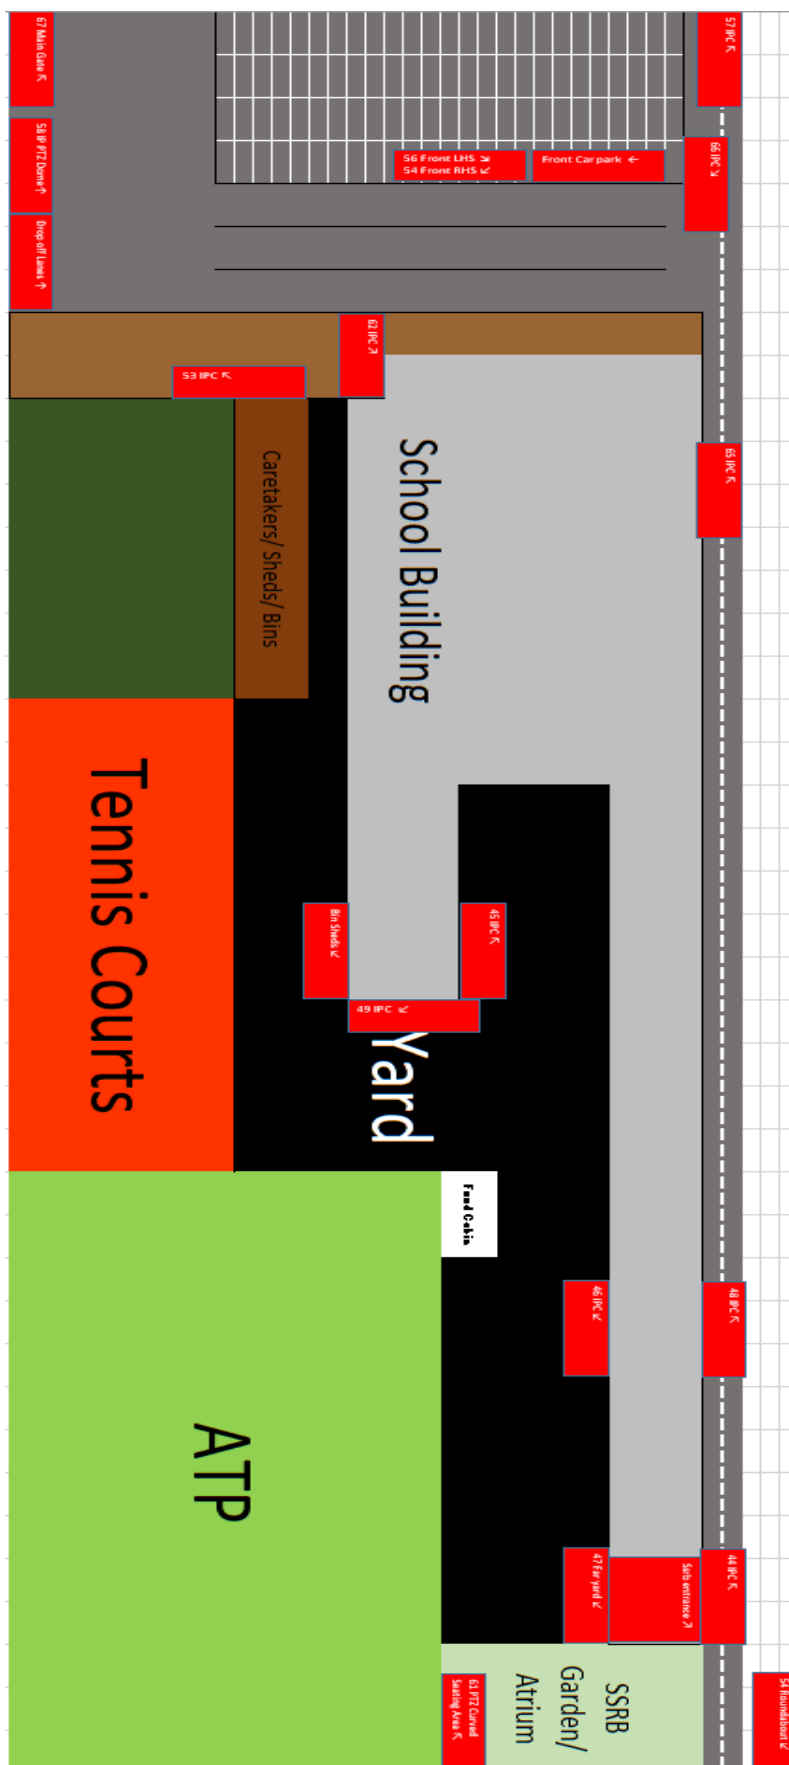 67 Main Gate ↖
58 IP PTZ Dome ↑
Drop off Lanes ↑
57 IPC ↖
66 IPC ↘
56 Front LHS ↘
54 Front RHS ↙
Front Car park ←
62 IPC ↗
53 IPC ↖
65 IPC ↖
School Building
Caretakers/ Sheds/ Bins
Tennis Courts
Bin Sheds ↙
45 IPC ↖
49 IPC ↙
Yard
Food Cabin
46 IPC ↙
48 IPC ↖
ATP
47 Far yard ↙
Ssrb entrance ↗
44 IPC ↖
61 PTZ Curved
Seating Area ↖
SSRB
Garden/
Atrium
54 Roundabout ↙